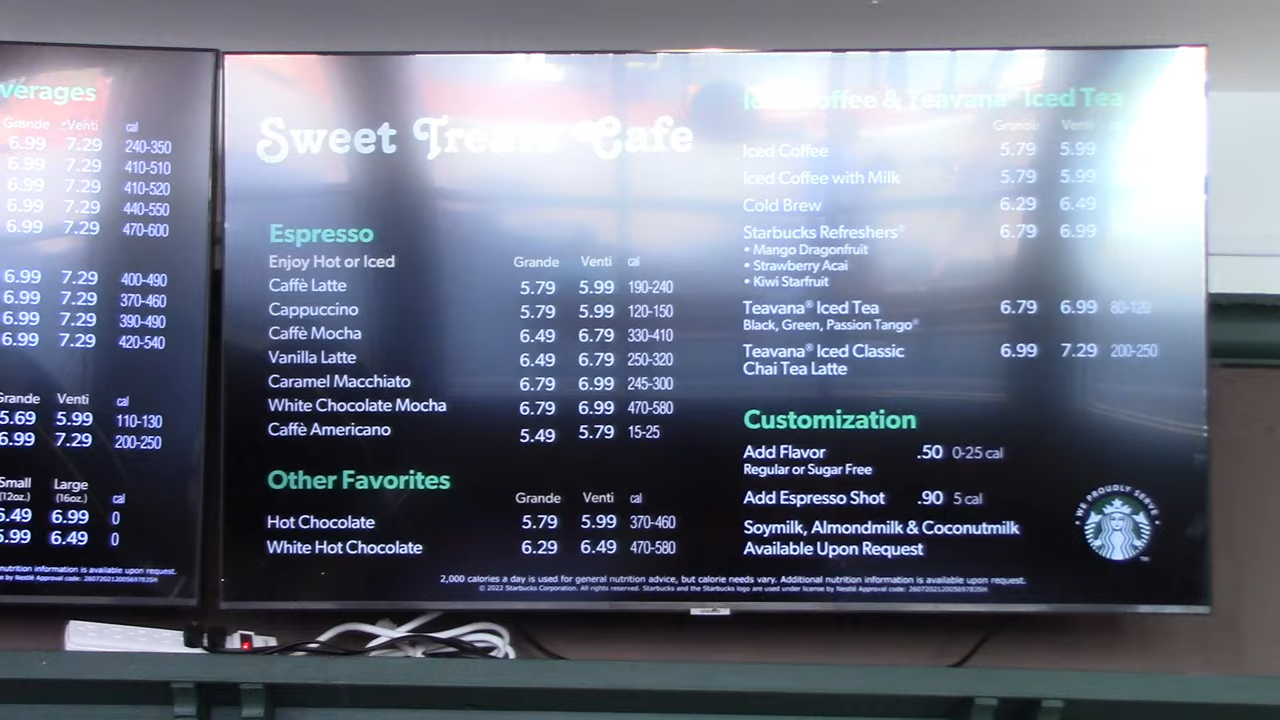 verages
Grande Venti cal
6.99 7.29 240-350
6.99 7.29 410-510
6.99 7.29 410-520
6.99 7.29 440-550
6.99 7.29 470-600
6.99 7.29 400-490
6.99 7.29 370-460
6.99 7.29 390-490
6.99 7.29 420-540
Grande Venti cal
5.69 5.99 110-130
6.99 7.29 200-250
Small Large
(12oz.) (16oz.) cal
6.49 6.99 0
5.99 6.49 0
nutrition information is available upon request.
by Nestlé Approval code: 26072021200569783SH
Sweet Treats Cafe
Espresso
Enjoy Hot or Iced Grande Venti cal
Caffè Latte 5.79 5.99 190-240
Cappuccino 5.79 5.99 120-150
Caffè Mocha 6.49 6.79 330-410
Vanilla Latte 6.49 6.79 250-320
Caramel Macchiato 6.79 6.99 245-300
White Chocolate Mocha 6.79 6.99 470-580
Caffè Americano 5.49 5.79 15-25
Other Favorites
Grande Venti cal
Hot Chocolate 5.79 5.99 370-460
White Hot Chocolate 6.29 6.49 470-580
Iced Coffee & Teavana® Iced Tea
Grande Venti
Iced Coffee 5.79 5.99
Iced Coffee with Milk 5.79 5.99
Cold Brew 6.29 6.49
Starbucks Refreshers® 6.79 6.99
• Mango Dragonfruit
• Strawberry Acai
• Kiwi Starfruit
Teavana® Iced Tea 6.79 6.99 80-120
Black, Green, Passion Tango®
Teavana® Iced Classic 6.99 7.29 200-250
Chai Tea Latte
Customization
Add Flavor .50 0-25 cal
Regular or Sugar Free
Add Espresso Shot .90 5 cal
Soymilk, Almondmilk & Coconutmilk
Available Upon Request
WE PROUDLY SERVE
2,000 calories a day is used for general nutrition advice, but calorie needs vary. Additional nutrition information is available upon request.
© 2022 Starbucks Corporation. All rights reserved. Starbucks and the Starbucks logo are used under license by Nestlé Approval code: 26072021200569783SH